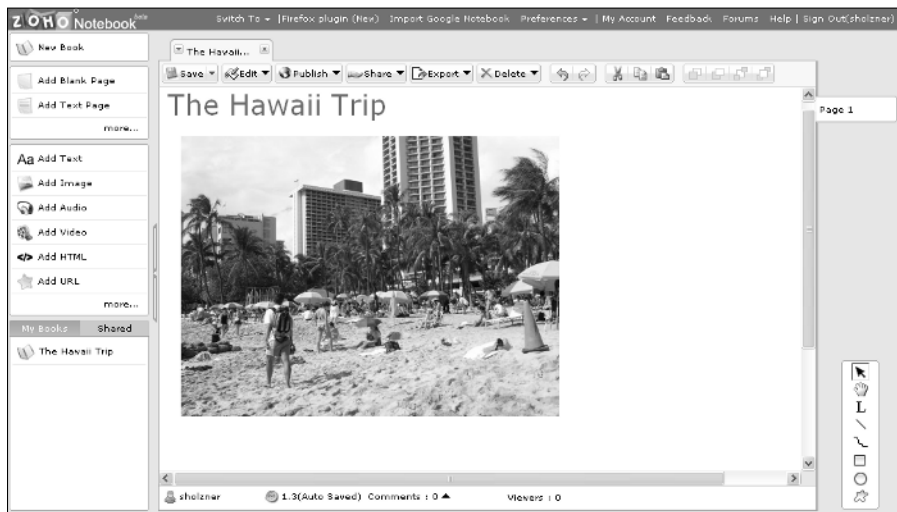 ZOHO Notebook beta
Switch To | Firefox plugin (New) Import Google Notebook Preferences | My Account Feedback Forums Help | Sign Out(sholzner)
New Book
Add Blank Page
Add Text Page
more...
Add Text
Add Image
Add Audio
Add Video
Add HTML
Add URL
more...
My Books Shared
The Hawaii Trip
The Hawaii...
Save Edit Publish Share Export Delete
The Hawaii Trip
Page 1
L
sholzner 1.3(Auto Saved) Comments : 0 Viewers : 0